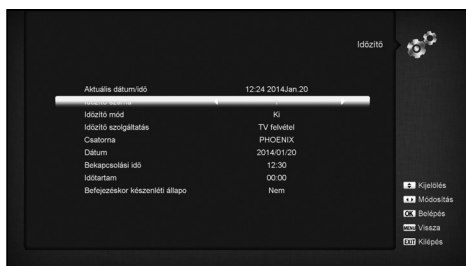 Időzítő
Aktuális dátum/idő 12:24 2014Jan.20
Időzítő száma
Időzítő mód Ki
Időzítő szolgáltatás TV felvétel
Csatorna PHOENIX
Dátum 2014/01/20
Bekapcsolási idő 12:30
Időtartam 00:00
Befejezéskor készenléti állapo Nem
Kijelölés
Módosítás
OK Belépés
MENU Vissza
EXIT Kilépés